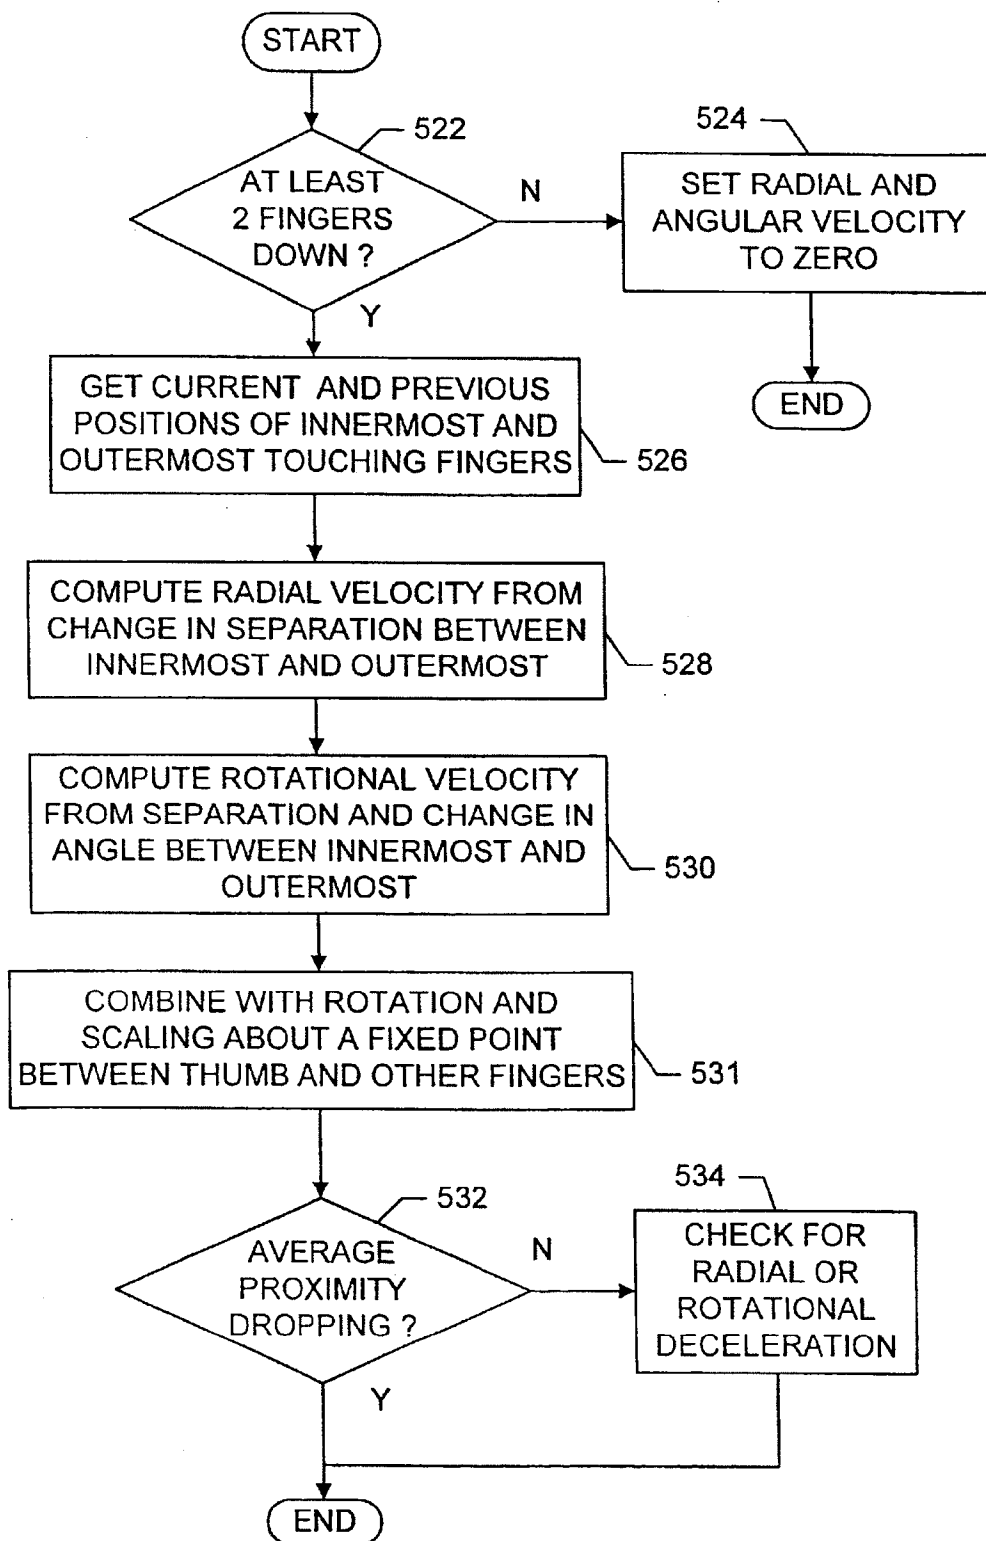 START
522
AT LEAST
2 FINGERS
DOWN ?
N
Y
524
SET RADIAL AND
ANGULAR VELOCITY
TO ZERO
END
GET CURRENT AND PREVIOUS
POSITIONS OF INNERMOST AND
OUTERMOST TOUCHING FINGERS
526
COMPUTE RADIAL VELOCITY FROM
CHANGE IN SEPARATION BETWEEN
INNERMOST AND OUTERMOST
528
COMPUTE ROTATIONAL VELOCITY
FROM SEPARATION AND CHANGE IN
ANGLE BETWEEN INNERMOST AND
OUTERMOST
530
COMBINE WITH ROTATION AND
SCALING ABOUT A FIXED POINT
BETWEEN THUMB AND OTHER FINGERS
531
532
AVERAGE
PROXIMITY
DROPPING ?
N
Y
534
CHECK FOR
RADIAL OR
ROTATIONAL
DECELERATION
END